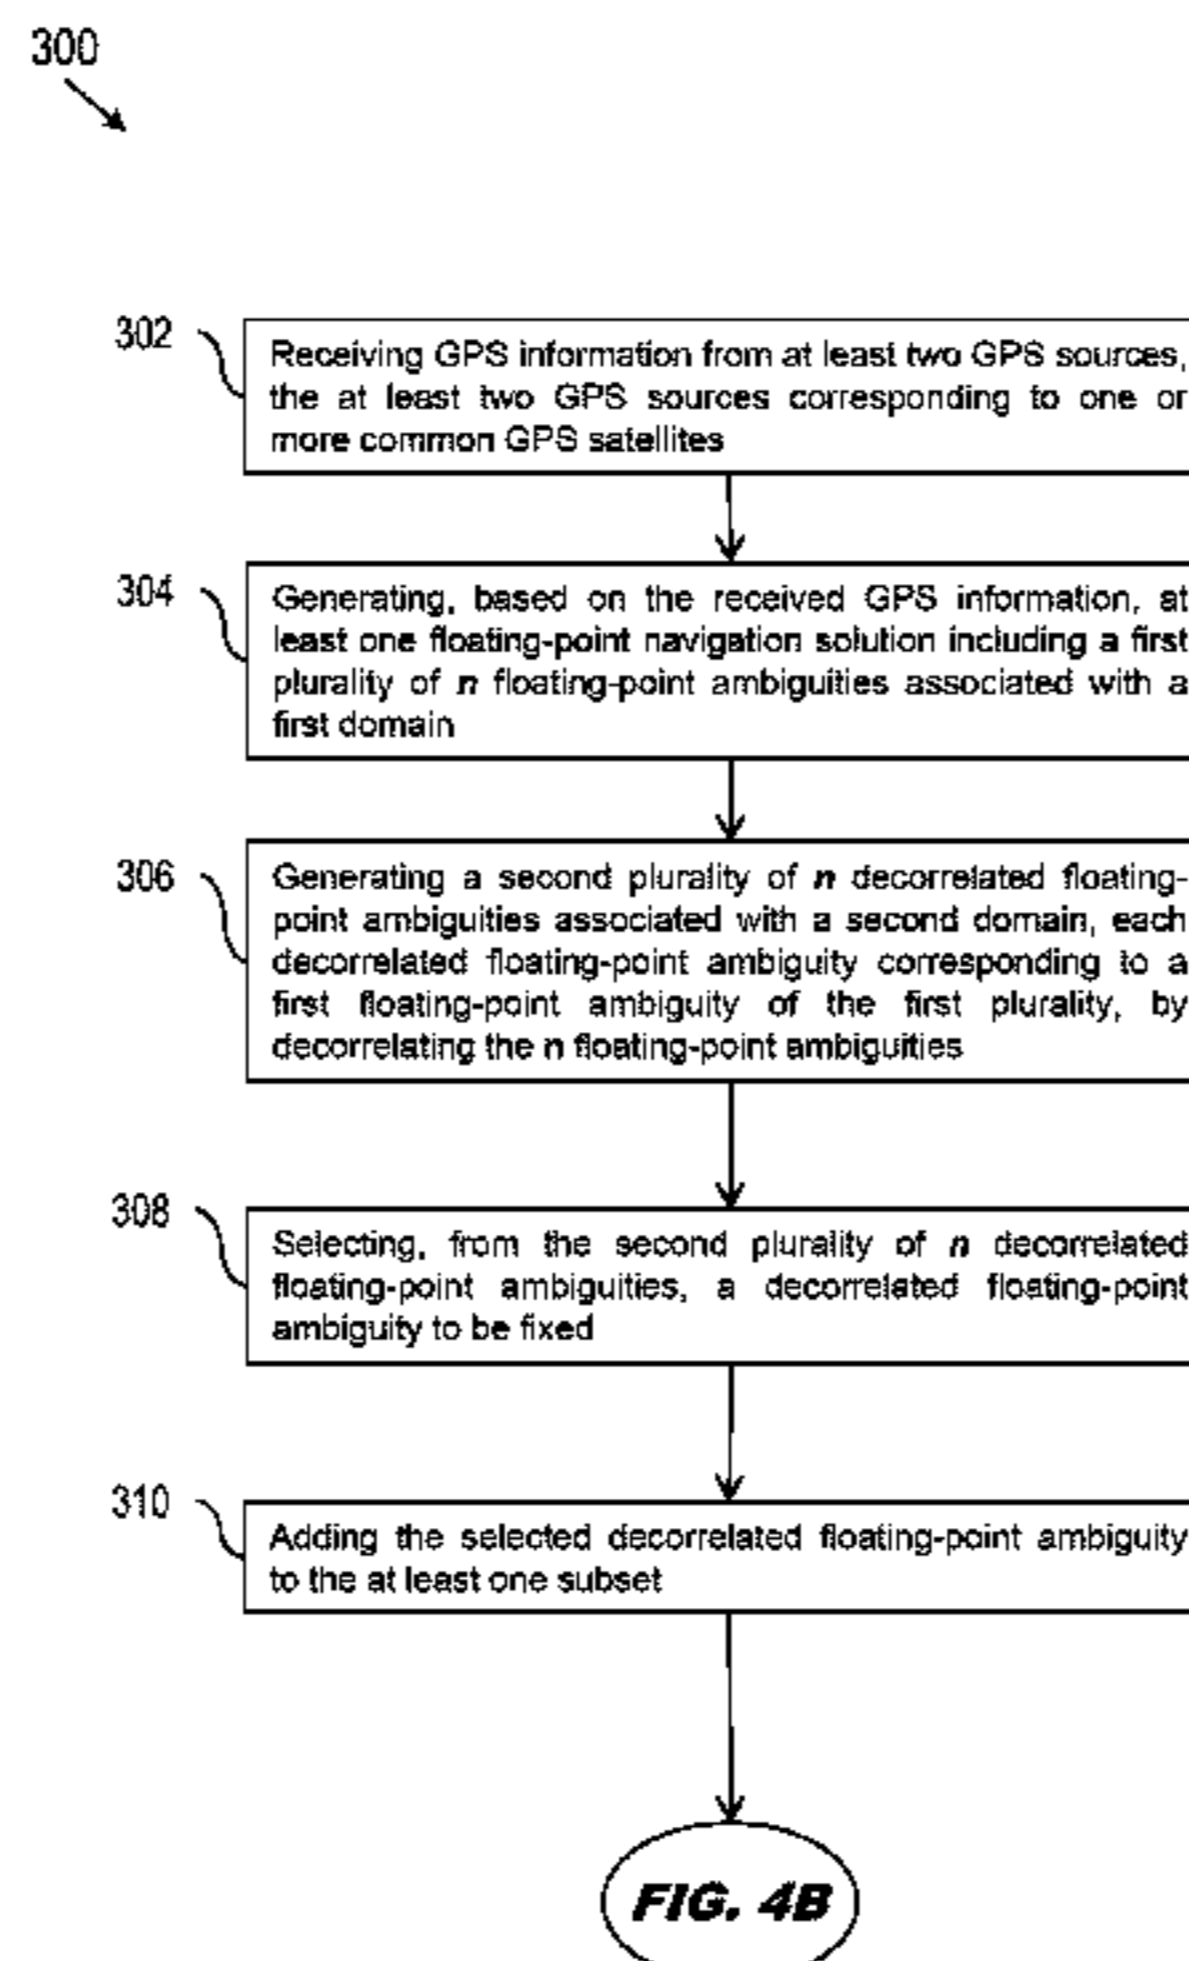 300
302
Receiving GPS information from at least two GPS sources,
the at least two GPS sources corresponding to one or
more common GPS satellites
304
Generating, based on the received GPS information, at
least one floating-point navigation solution including a first
plurality of n floating-point ambiguities associated with a
first domain
306
Generating a second plurality of n decorrelated floating-
point ambiguities associated with a second domain, each
decorrelated floating-point ambiguity corresponding to a
first floating-point ambiguity of the first plurality, by
decorrelating the n floating-point ambiguities
308
Selecting, from the second plurality of n decorrelated
floating-point ambiguities, a decorrelated floating-point
ambiguity to be fixed
310
Adding the selected decorrelated floating-point ambiguity
to the at least one subset
FIG. 4B